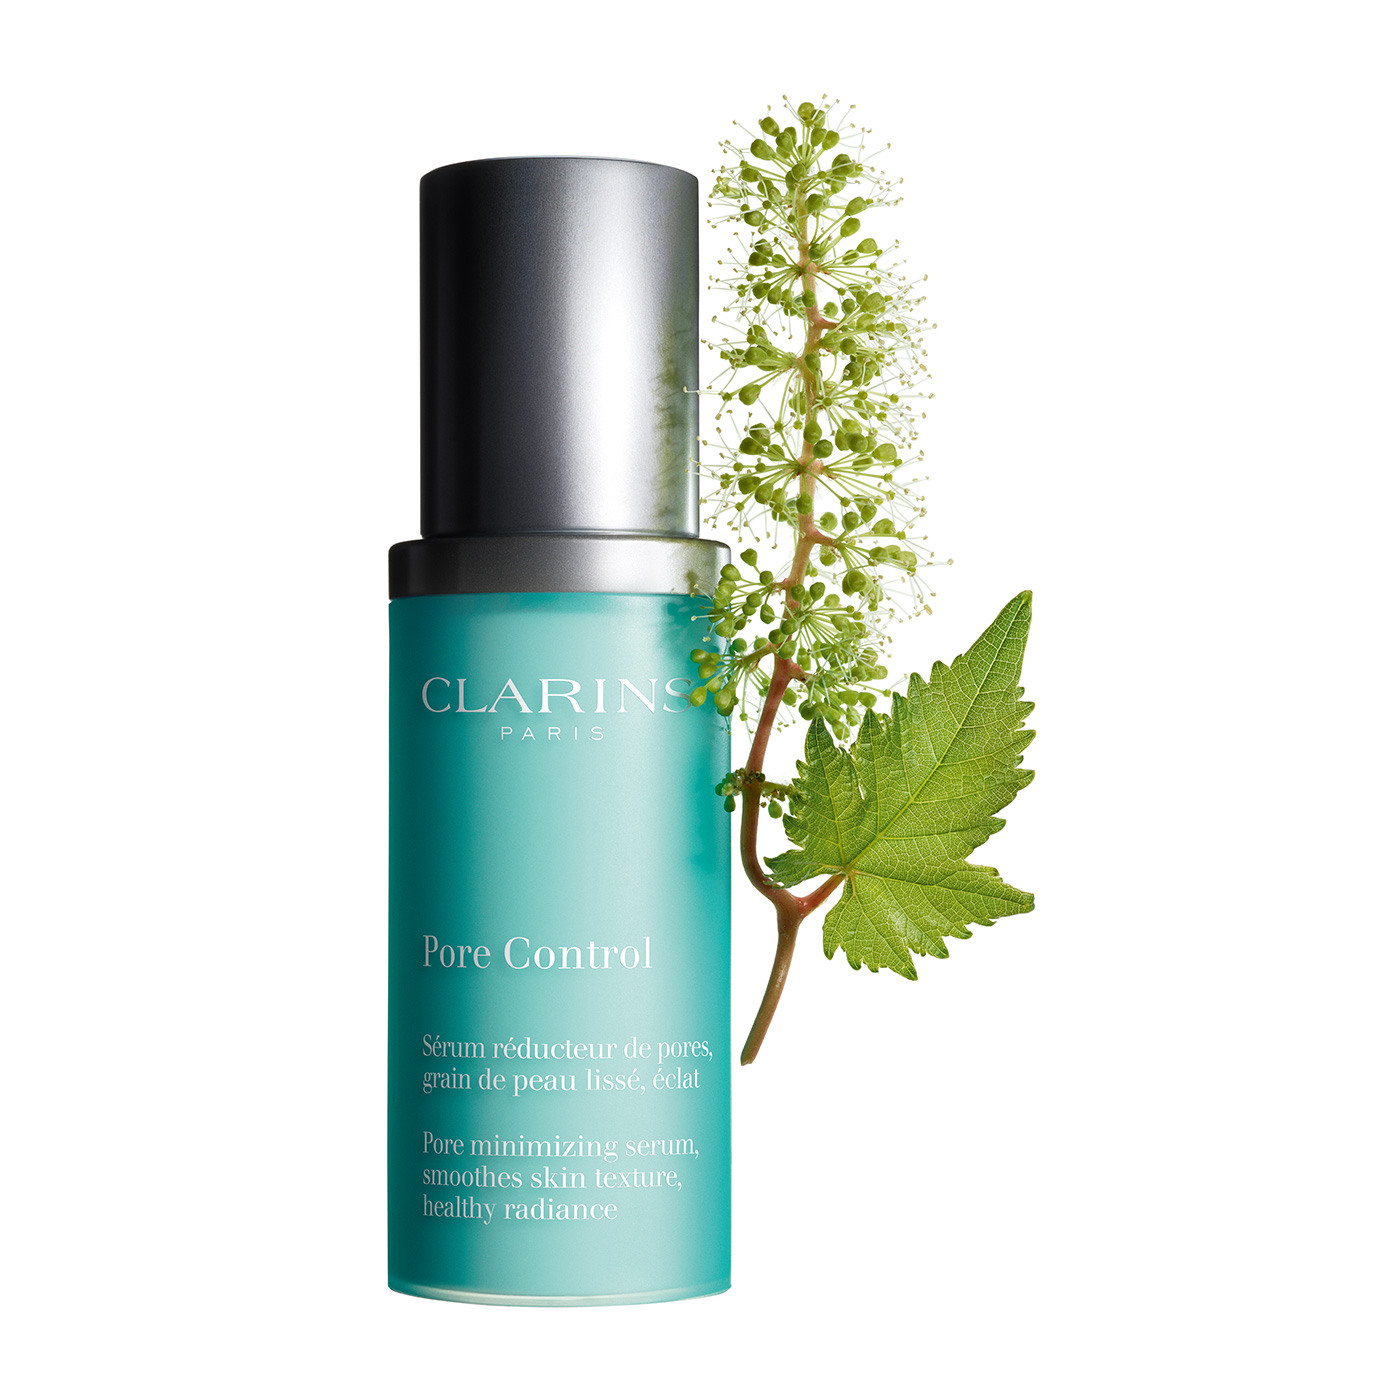 CLARINS
PARIS
Pore Control
Sérum réducteur de pores,
grain de peau lissé, éclat
Pore minimizing serum,
smoothes skin texture,
healthy radiance